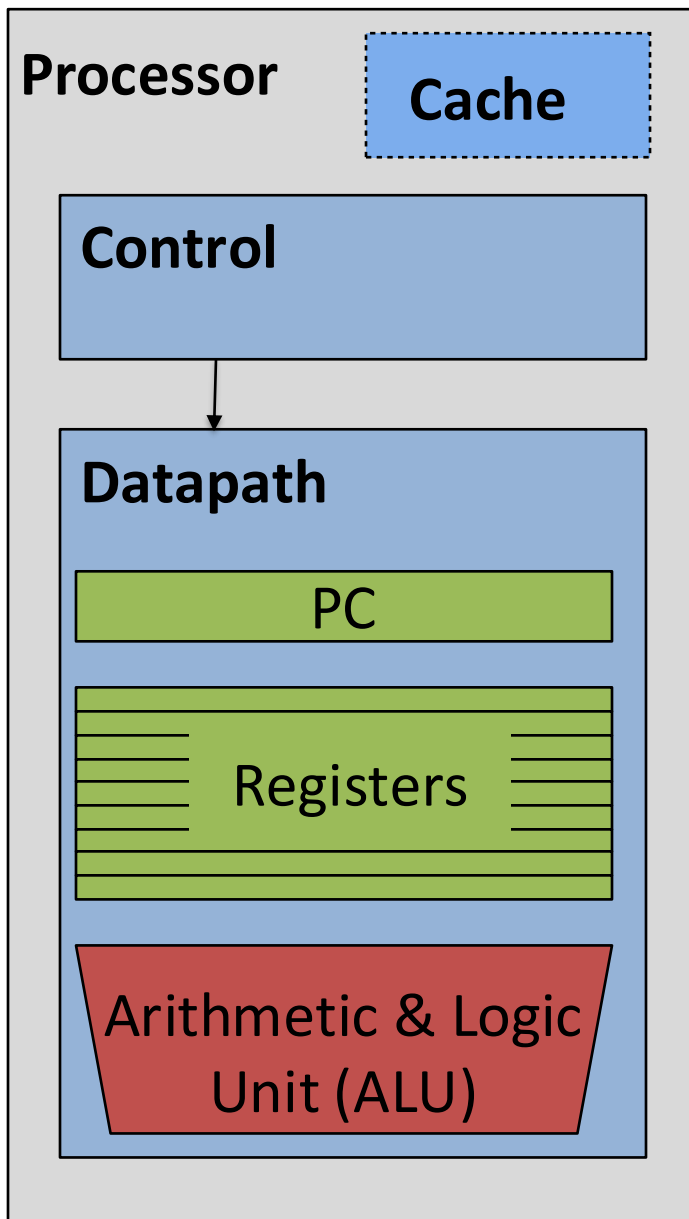 Processor
Cache
Control
Datapath
PC
Registers
Arithmetic & Logic
Unit (ALU)